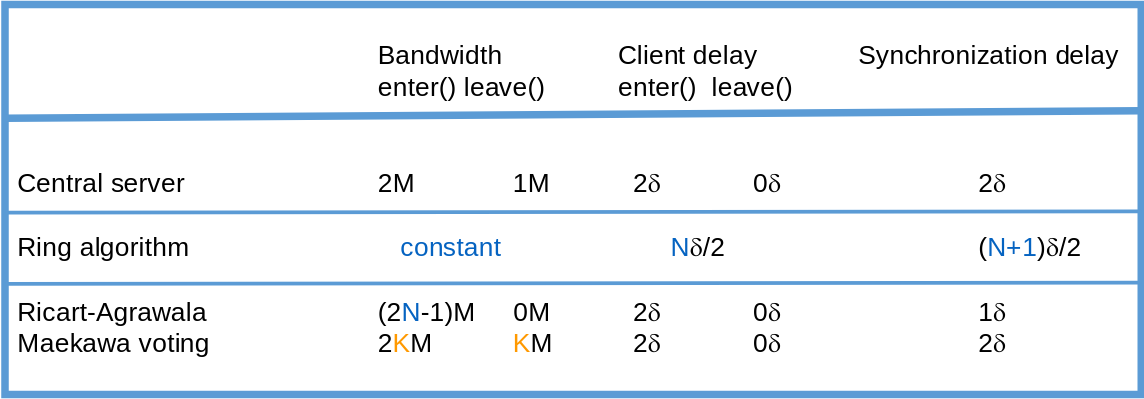 Bandwidth Client delay Synchronization delay
enter() leave() enter() leave()
Central server 2M 1M 2δ 0δ 2δ
Ring algorithm constant Nδ/2 (N+1)δ/2
Ricart-Agrawala (2N-1)M 0M 2δ 0δ 1δ
Maekawa voting 2KM KM 2δ 0δ 2δ